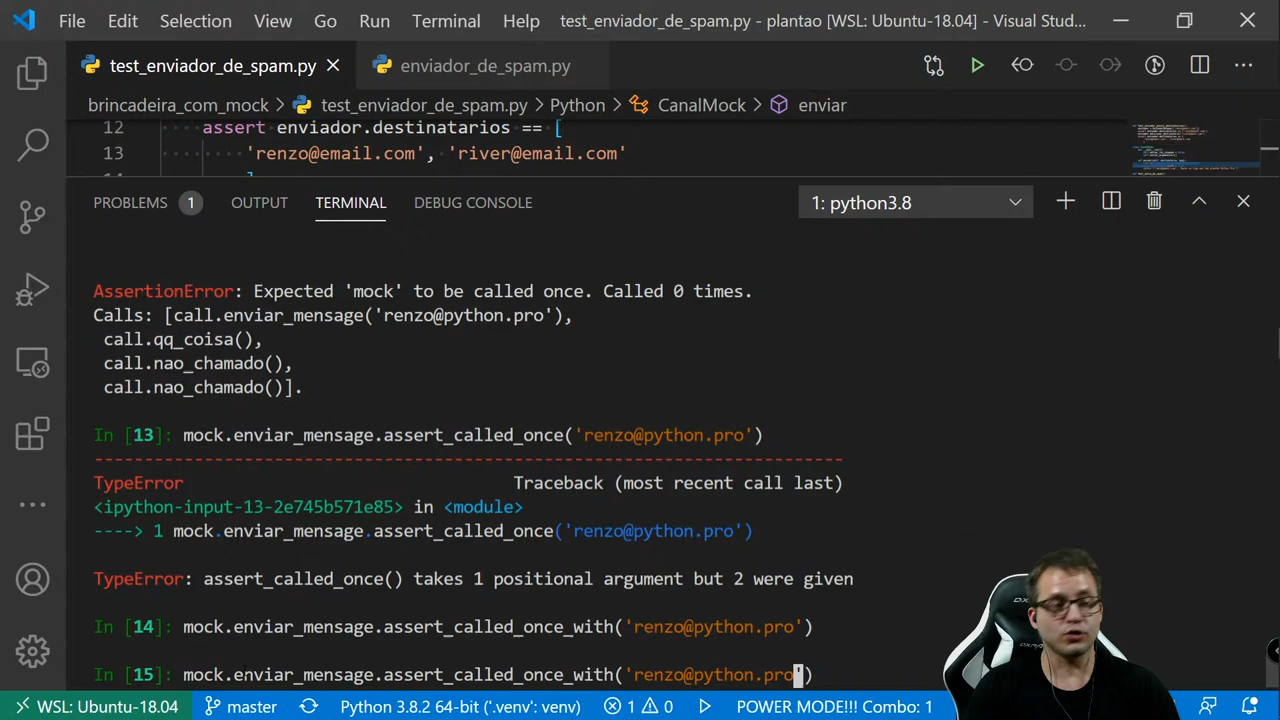 File Edit Selection View Go Run Terminal Help test_enviador_de_spam.py - plantao [WSL: Ubuntu-18.04] - Visual Stud...
test_enviador_de_spam.py enviador_de_spam.py
brincadeira_com_mock > test_enviador_de_spam.py > Python > CanalMock > enviar
12 assert enviador.destinatarios == [
13 'renzo@email.com', 'river@email.com'
PROBLEMS 1 OUTPUT TERMINAL DEBUG CONSOLE 1: python3.8
AssertionError: Expected 'mock' to be called once. Called 0 times.
Calls: [call.enviar_mensage('renzo@python.pro'),
call.qq_coisa(),
call.nao_chamado(),
call.nao_chamado()].
In [13]: mock.enviar_mensage.assert_called_once('renzo@python.pro')
---------------------------------------------------------------------------
TypeError Traceback (most recent call last)
<ipython-input-13-2e745b571e85> in <module>
----> 1 mock.enviar_mensage.assert_called_once('renzo@python.pro')
TypeError: assert_called_once() takes 1 positional argument but 2 were given
In [14]: mock.enviar_mensage.assert_called_once_with('renzo@python.pro')
In [15]: mock.enviar_mensage.assert_called_once_with('renzo@python.pro')
WSL: Ubuntu-18.04 master Python 3.8.2 64-bit ('.venv': venv) 1 0 POWER MODE!!! Combo: 1